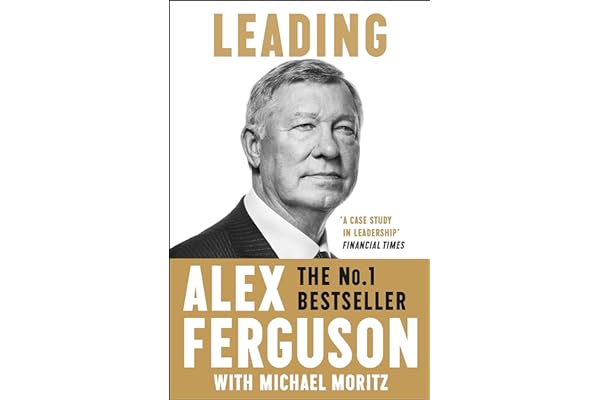 LEADING
'A CASE STUDY
IN LEADERSHIP'
FINANCIAL TIMES
ALEX
THE No.1
BESTSELLER
FERGUSON
WITH MICHAEL MORITZ